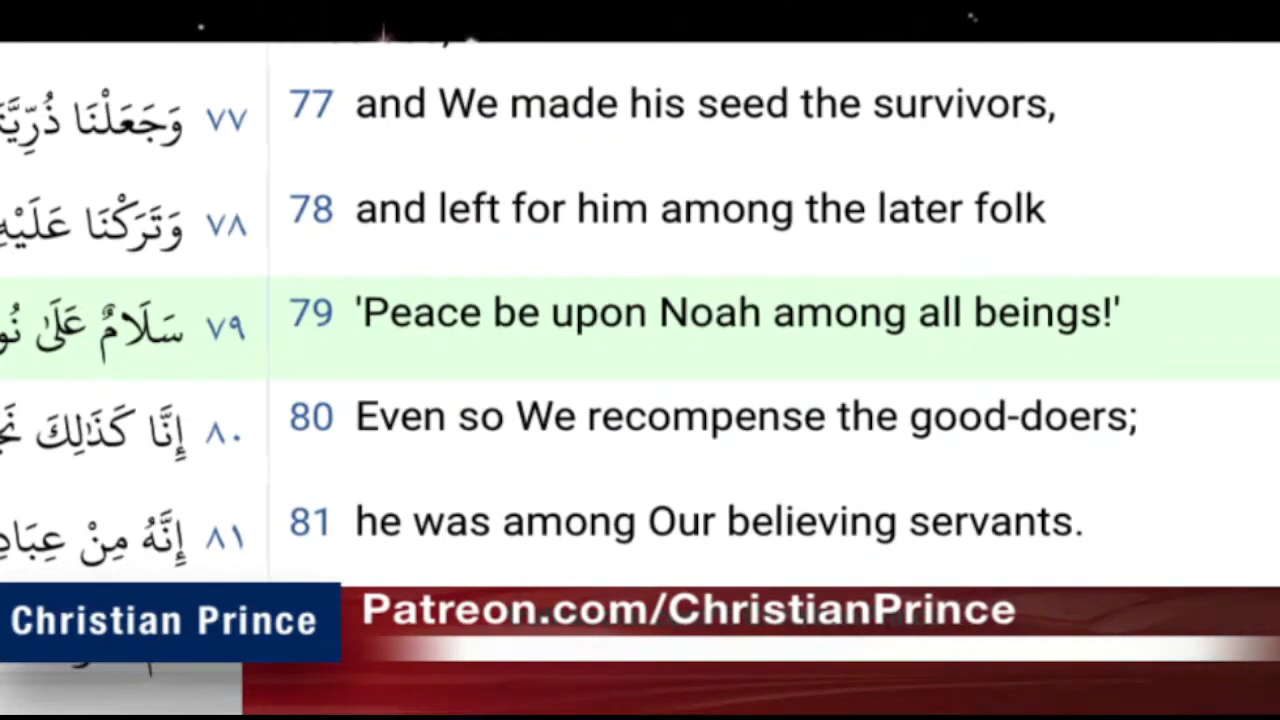 77 and We made his seed the survivors,
وَجَعَلْنَا ٧٧
78 and left for him among the later folk
وَتَرَكْنَا عَلَيْهِ ٧٨
79 'Peace be upon Noah among all beings!'
سَلَامٌ عَلَىٰ ٧٩
80 Even so We recompense the good-doers;
إِنَّا كَذَٰلِكَ ٨٠
81 he was among Our believing servants.
إِنَّهُ مِنْ ٨١
Christian Prince
Patreon.com/ChristianPrince